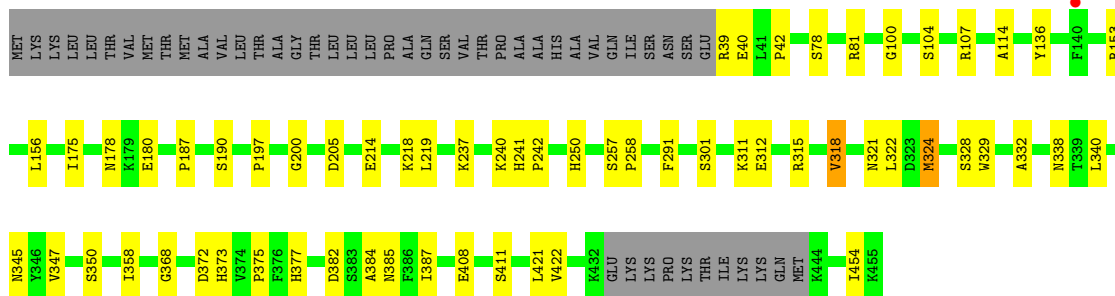 MET LYS LYS LEU LEU THR VAL MET THR MET ALA VAL LEU THR ALA GLY THR LEU LEU LEU PRO ALA GLN SER VAL THR PRO ALA ALA HIS ALA VAL GLN ILE SER ASN SER GLU R39 E40 L41 P42 S78 R81 G100 S104 R107 A114 Y136 F140 R153
L156 I175 N178 K179 E180 P187 S190 P197 G200 D205 E214 K218 L219 K237 K240 H241 P242 H250 S257 P258 F291 S301 K311 E312 R315 V318 N321 L322 D323 M324 S328 W329 A332 N338 T339 L340
N345 Y346 V347 S350 I358 G368 D372 H373 V374 P375 F376 H377 D382 S383 A384 N385 F386 I387 E408 S411 L421 V422 K432 GLU LYS LYS PRO LYS THR ILE LYS LYS GLN MET K444 I454 K455